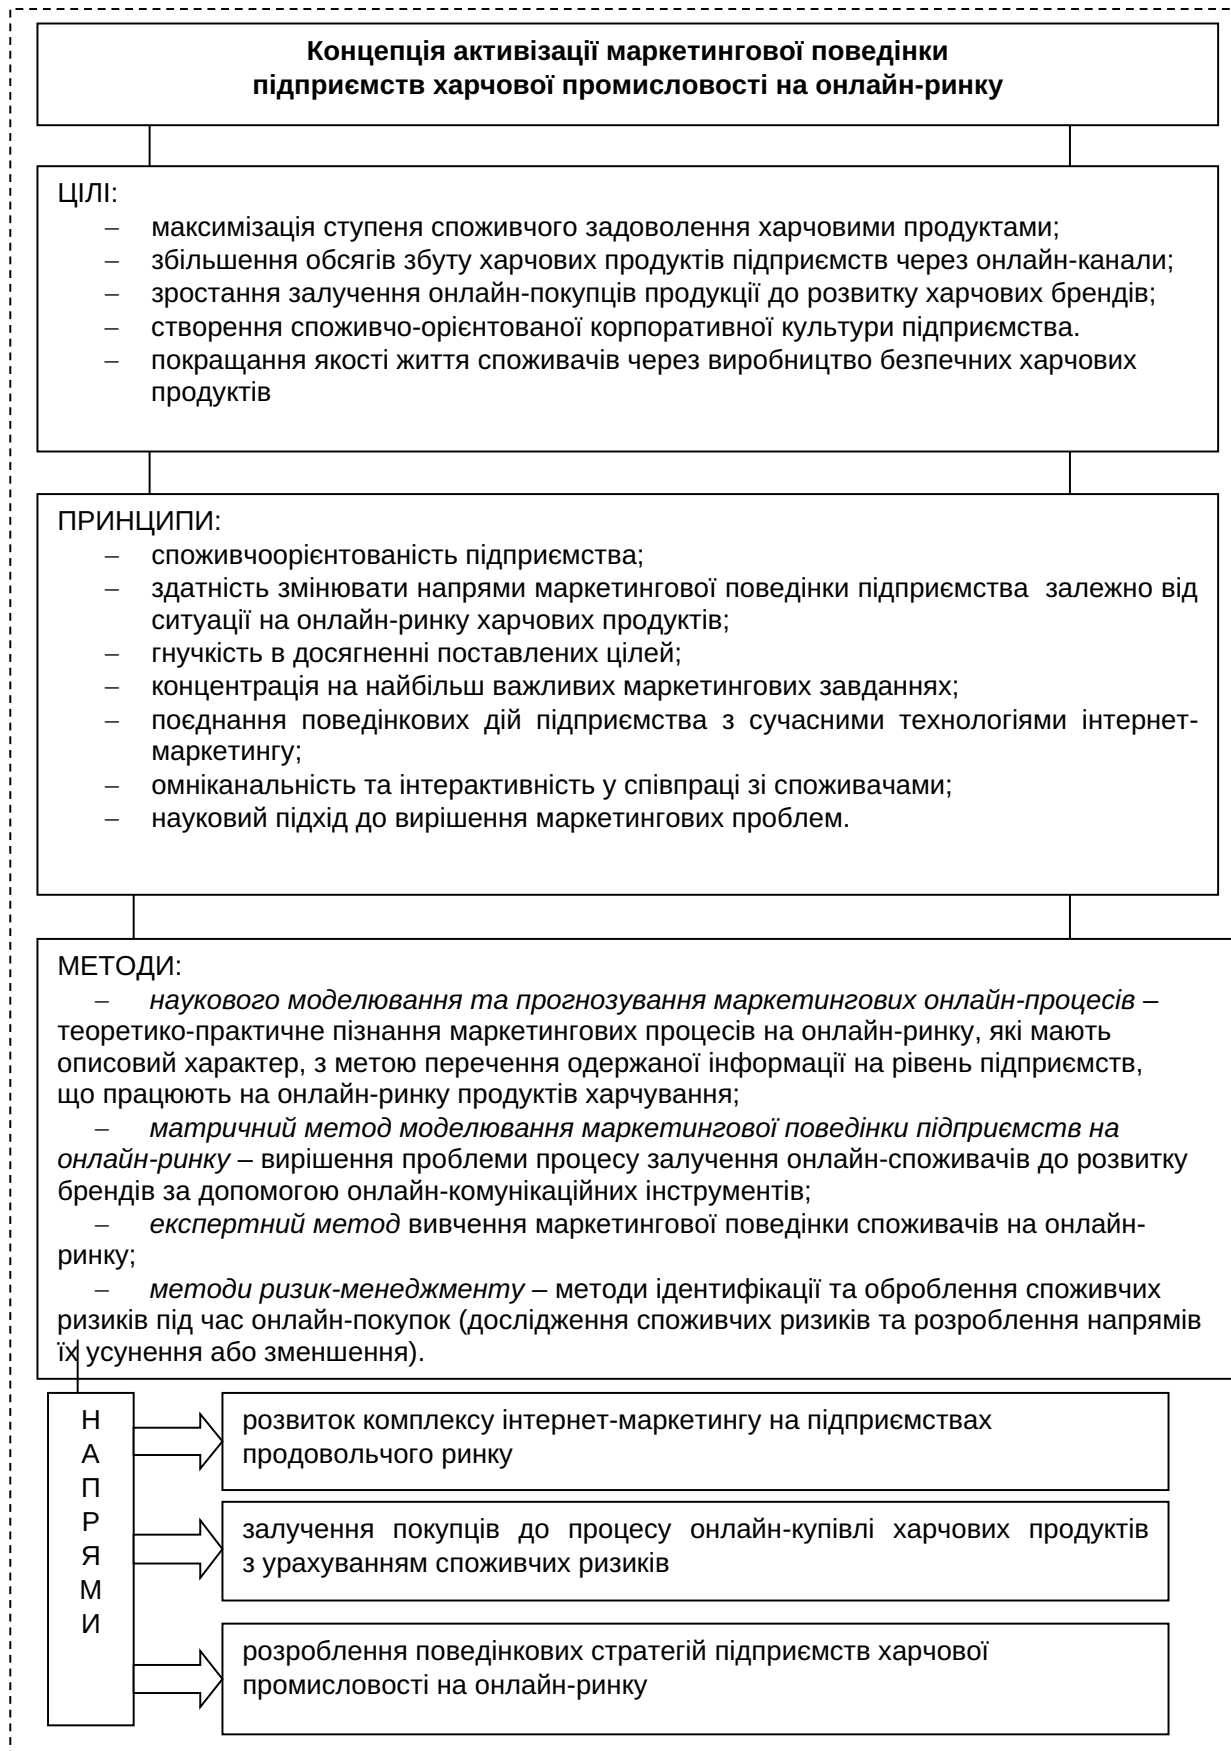 Концепція активізації маркетингової поведінки
підприємств харчової промисловості на онлайн-ринку
ЦІЛІ:
– максимізація ступеня споживчого задоволення харчовими продуктами;
– збільшення обсягів збуту харчових продуктів підприємств через онлайн-канали;
– зростання залучення онлайн-покупців продукції до розвитку харчових брендів;
– створення споживчо-орієнтованої корпоративної культури підприємства.
– покращання якості життя споживачів через виробництво безпечних харчових
продуктів
ПРИНЦИПИ:
– споживчоорієнтованість підприємства;
– здатність змінювати напрями маркетингової поведінки підприємства залежно від
ситуації на онлайн-ринку харчових продуктів;
– гнучкість в досягненні поставлених цілей;
– концентрація на найбільш важливих маркетингових завданнях;
– поєднання поведінкових дій підприємства з сучасними технологіями інтернет-
маркетингу;
– омніканальність та інтерактивність у співпраці зі споживачами;
– науковий підхід до вирішення маркетингових проблем.
МЕТОДИ:
– наукового моделювання та прогнозування маркетингових онлайн-процесів –
теоретико-практичне пізнання маркетингових процесів на онлайн-ринку, які мають
описовий характер, з метою перечення одержаної інформації на рівень підприємств,
що працюють на онлайн-ринку продуктів харчування;
– матричний метод моделювання маркетингової поведінки підприємств на
онлайн-ринку – вирішення проблеми процесу залучення онлайн-споживачів до розвитку
брендів за допомогою онлайн-комунікаційних інструментів;
– експертний метод вивчення маркетингової поведінки споживачів на онлайн-
ринку;
– методи ризик-менеджменту – методи ідентифікації та оброблення споживчих
ризиків під час онлайн-покупок (дослідження споживчих ризиків та розроблення напрямів
їх усунення або зменшення).
Н
А
П
Р
Я
М
И
розвиток комплексу інтернет-маркетингу на підприємствах
продовольчого ринку
залучення покупців до процесу онлайн-купівлі харчових продуктів
з урахуванням споживчих ризиків
розроблення поведінкових стратегій підприємств харчової
промисловості на онлайн-ринку